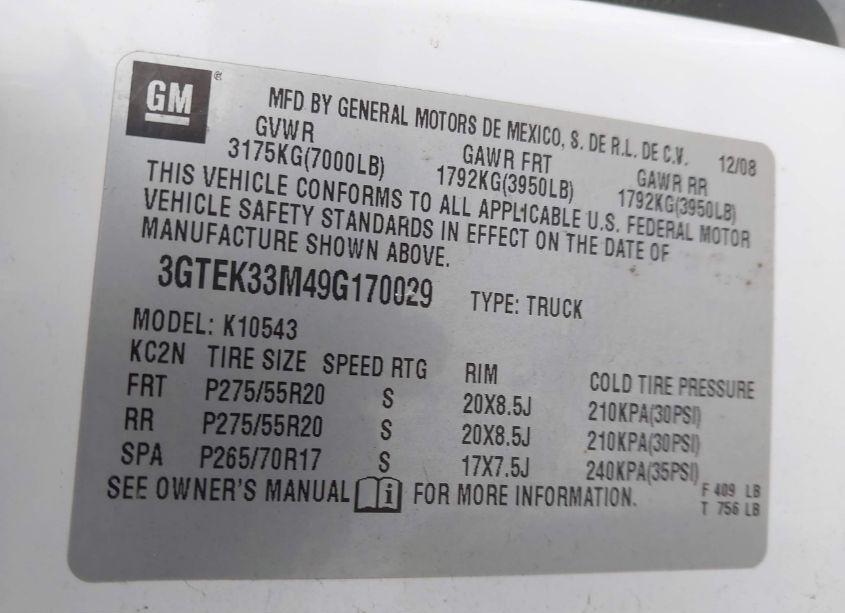 GM®
MFD BY GENERAL MOTORS DE MEXICO, S. DE R.L. DE C.V. 12/08
GVWR GAWR FRT GAWR RR
3175KG(7000LB) 1792KG(3950LB) 1792KG(3950LB)
THIS VEHICLE CONFORMS TO ALL APPLICABLE U.S. FEDERAL MOTOR
VEHICLE SAFETY STANDARDS IN EFFECT ON THE DATE OF
MANUFACTURE SHOWN ABOVE.
3GTEK33M49G170029 TYPE: TRUCK
MODEL: K10543
KC2N TIRE SIZE SPEED RTG RIM COLD TIRE PRESSURE
FRT P275/55R20 S 20X8.5J 210KPA(30PSI)
RR P275/55R20 S 20X8.5J 210KPA(30PSI)
SPA P265/70R17 S 17X7.5J 240KPA(35PSI)
SEE OWNER'S MANUAL i FOR MORE INFORMATION.
F 409 LB
T 756 LB